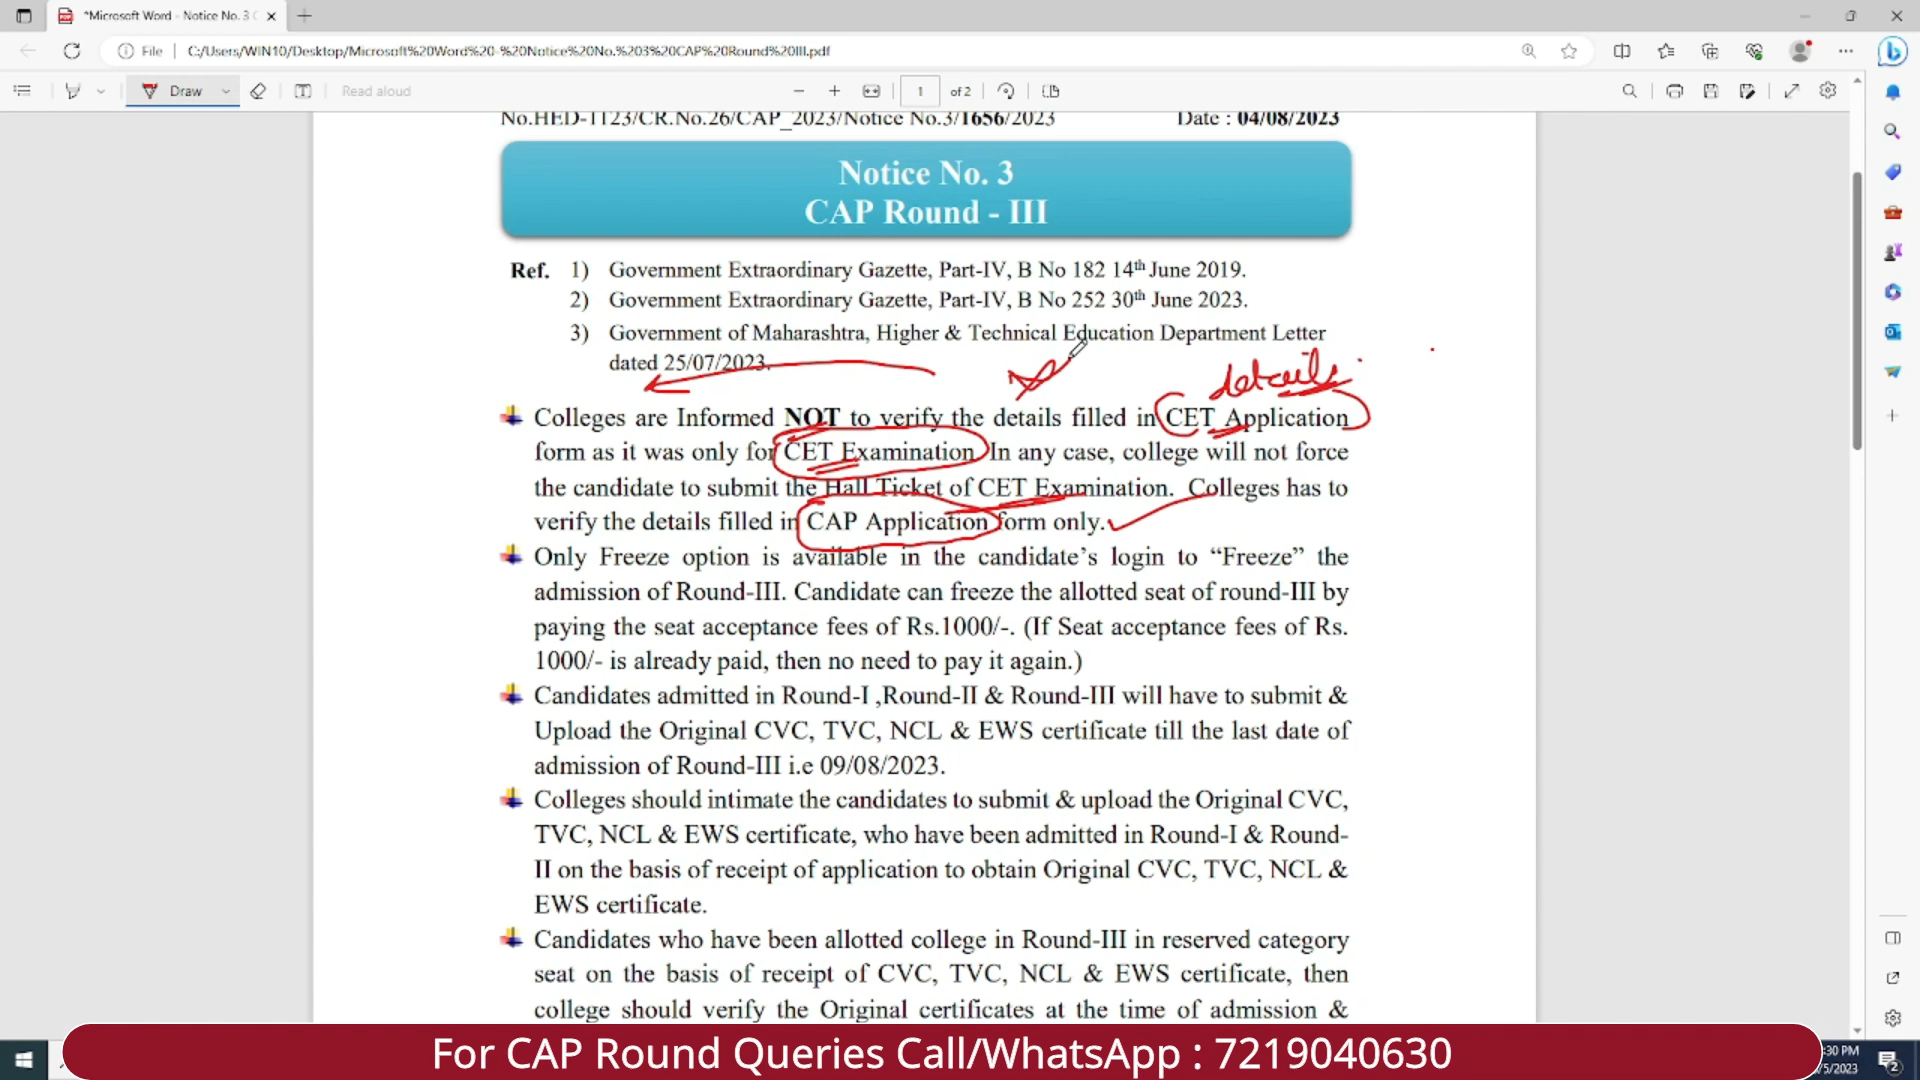 *Microsoft Word - Notice No. 3 C
File
C:/Users/WIN10/Desktop/Microsoft%20Word%20-%20Notice%20No.%203%20CAP%20Round%20III.pdf
Draw
Read aloud
1 of 2
No.HED-1123/CR.No.26/CAP_2023/Notice No.3/1656/2023 Date : 04/08/2023
Notice No. 3
CAP Round - III
Ref. 1) Government Extraordinary Gazette, Part-IV, B No 182 14th June 2019.
2) Government Extraordinary Gazette, Part-IV, B No 252 30th June 2023.
3) Government of Maharashtra, Higher & Technical Education Department Letter
dated 25/07/2023.
details
Colleges are Informed NOT to verify the details filled in CET Application
form as it was only for CET Examination In any case, college will not force
the candidate to submit the Hall Ticket of CET Examination. Colleges has to
verify the details filled in CAP Application form only.
Only Freeze option is available in the candidate’s login to “Freeze” the
admission of Round-III. Candidate can freeze the allotted seat of round-III by
paying the seat acceptance fees of Rs.1000/-. (If Seat acceptance fees of Rs.
1000/- is already paid, then no need to pay it again.)
Candidates admitted in Round-I ,Round-II & Round-III will have to submit &
Upload the Original CVC, TVC, NCL & EWS certificate till the last date of
admission of Round-III i.e 09/08/2023.
Colleges should intimate the candidates to submit & upload the Original CVC,
TVC, NCL & EWS certificate, who have been admitted in Round-I & Round-
II on the basis of receipt of application to obtain Original CVC, TVC, NCL &
EWS certificate.
Candidates who have been allotted college in Round-III in reserved category
seat on the basis of receipt of CVC, TVC, NCL & EWS certificate, then
college should verify the Original certificates at the time of admission &
For CAP Round Queries Call/WhatsApp : 7219040630
:30 PM
/5/2023
2